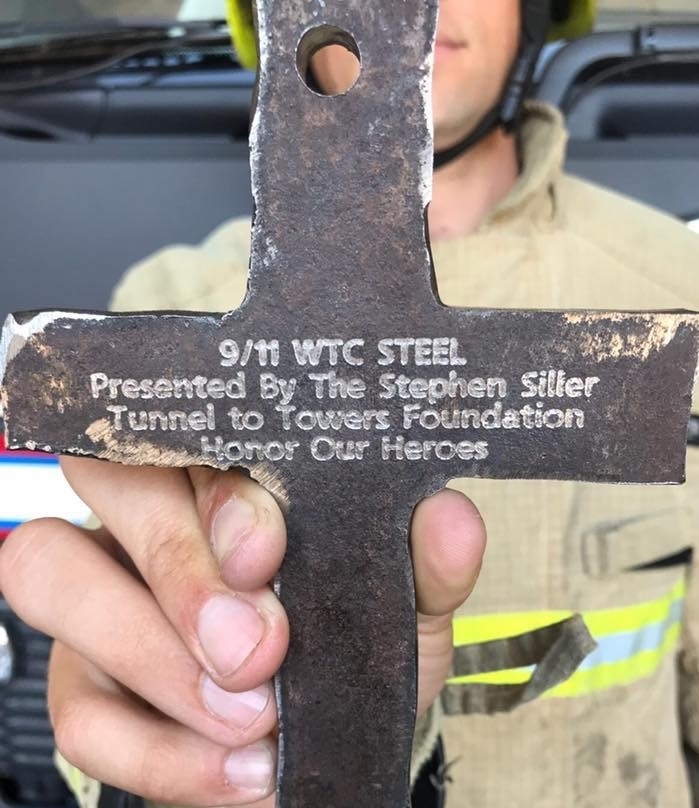 9/11 WTC STEEL
Presented By The Stephen Siller
Tunnel to Towers Foundation
Honor Our Heroes